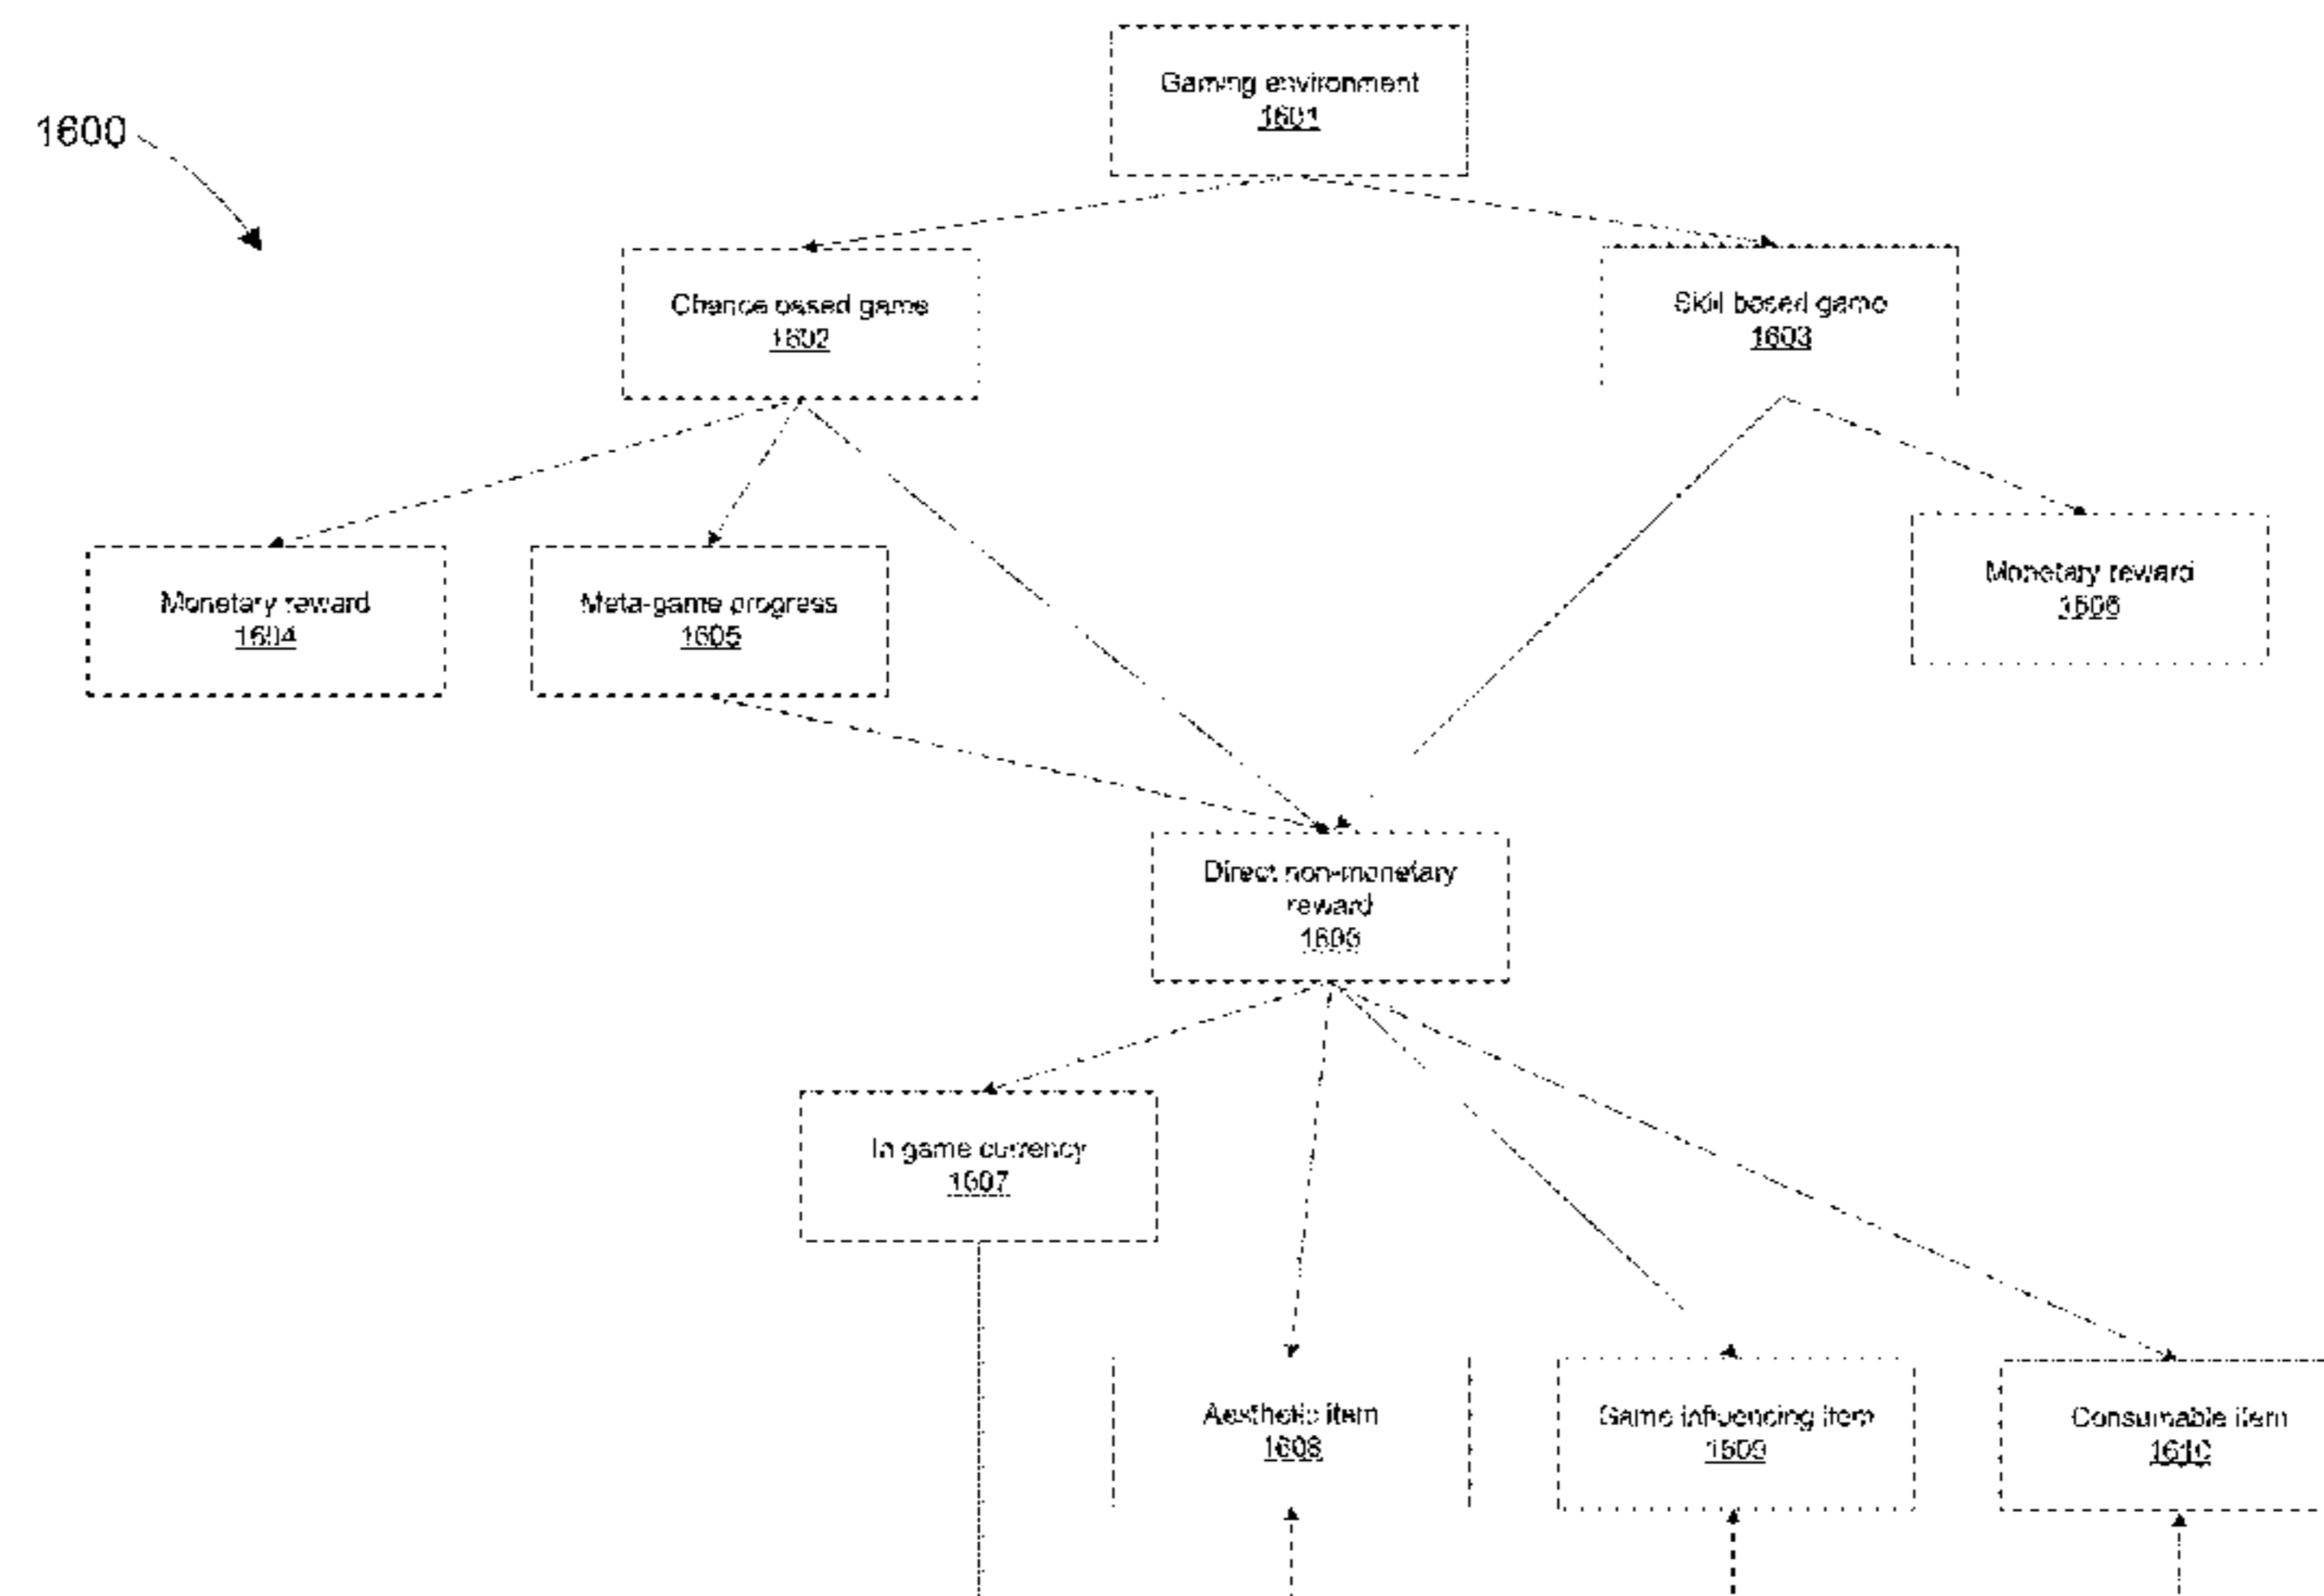 1600
Gaming environment
1601
Chance based game
1602
Skill based game
1603
Monetary reward
1604
Meta-game progress
1605
Monetary reward
1606
Direct non-monetary
reward
In game currency
1607
Aesthetic item
1608
Game influencing item
1609
Consumable item
1610